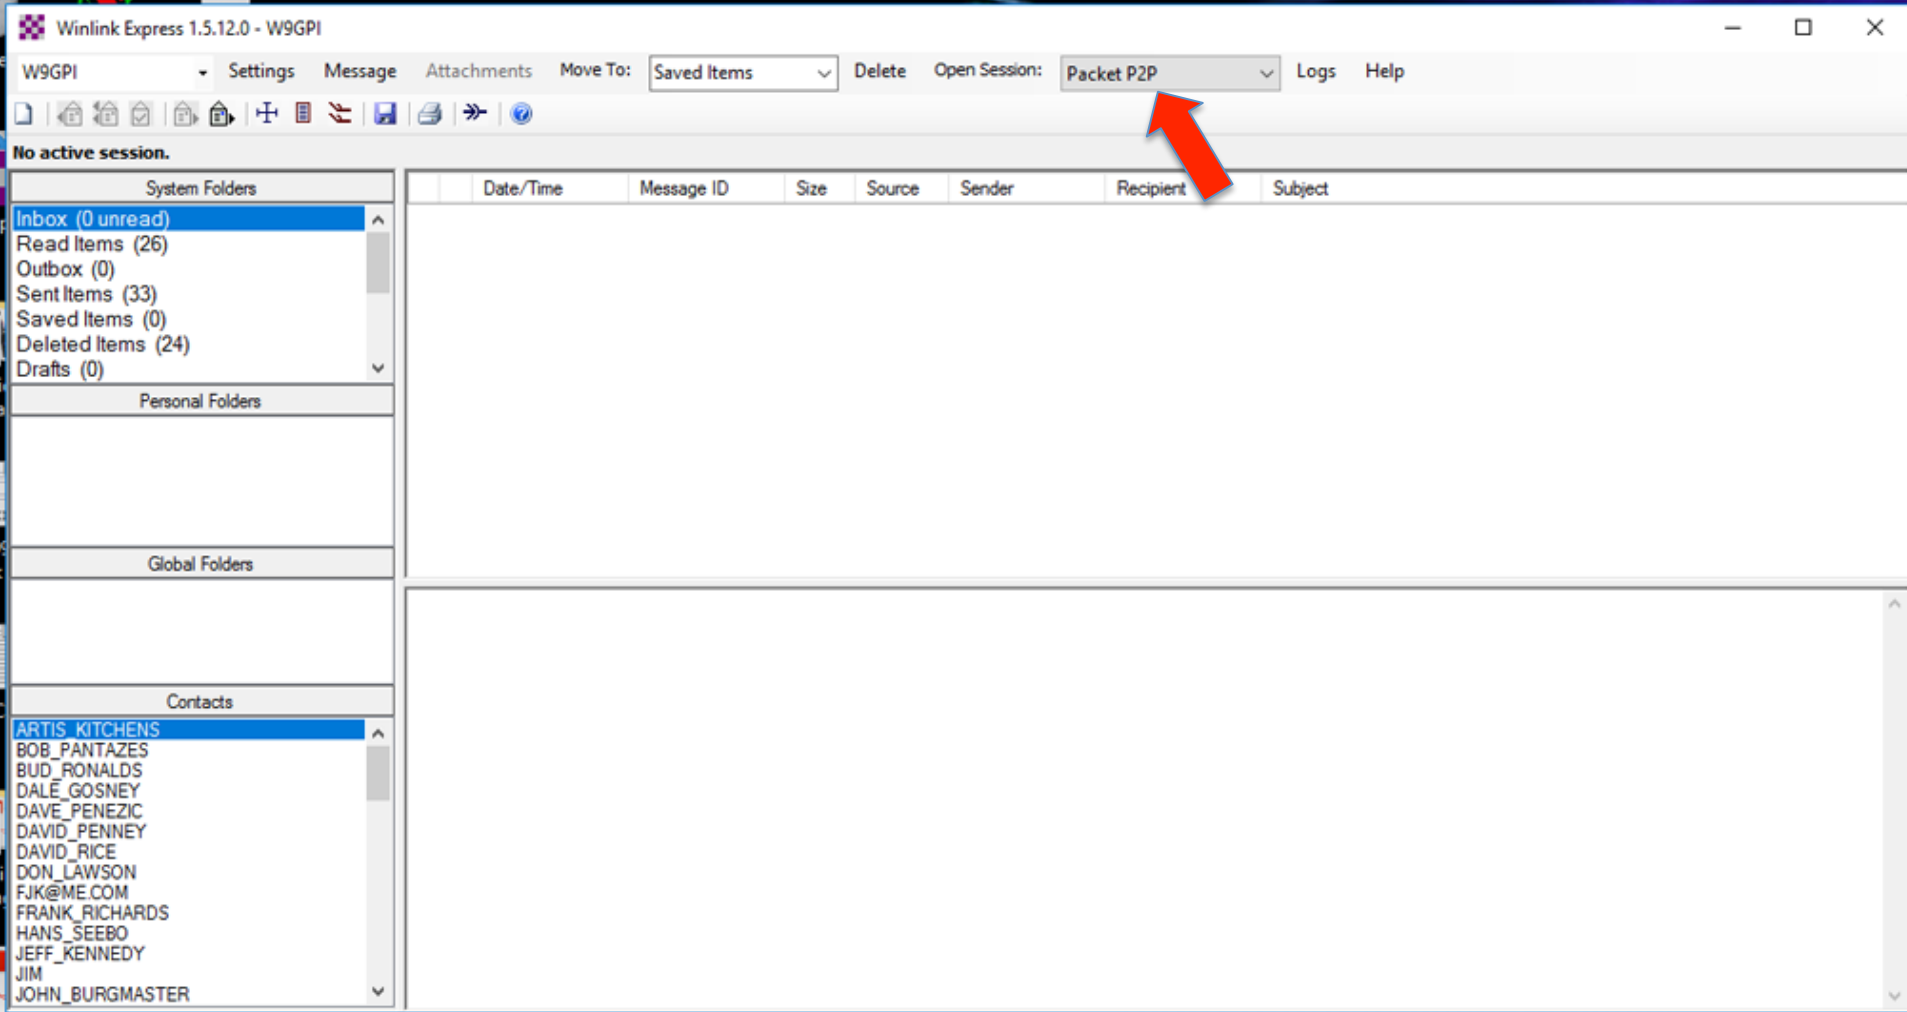 Winlink Express 1.5.12.0 - W9GPI
W9GPI Settings Message Attachments Move To: Saved Items Delete Open Session: Packet P2P Logs Help
No active session.
System Folders
Inbox (0 unread)
Read Items (26)
Outbox (0)
Sent Items (33)
Saved Items (0)
Deleted Items (24)
Drafts (0)
Personal Folders
Global Folders
Contacts
ARTIS_KITCHENS
BOB_PANTAZES
BUD_RONALDS
DALE_GOSNEY
DAVE_PENEZIC
DAVID_PENNEY
DAVID_RICE
DON_LAWSON
FJK@ME.COM
FRANK_RICHARDS
HANS_SEEBO
JEFF_KENNEDY
JIM
JOHN_BURGMASTER
Date/Time Message ID Size Source Sender Recipient Subject